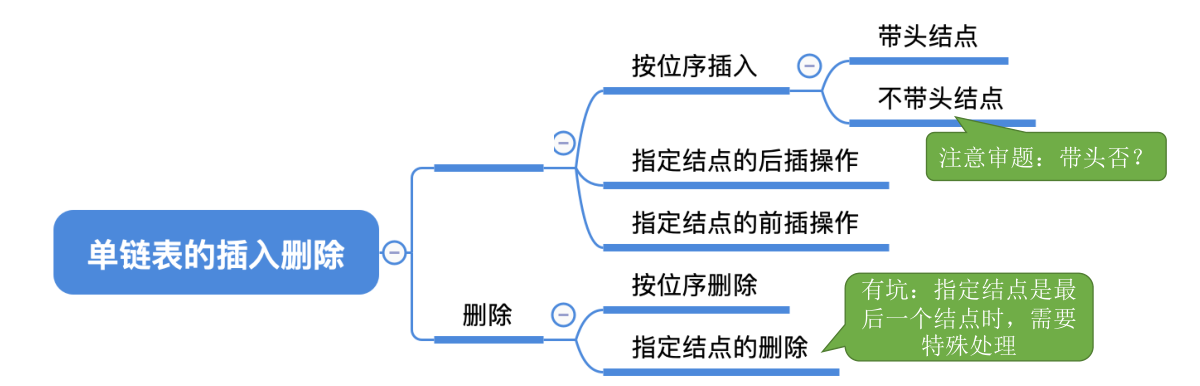 带头结点
按位序插入
不带头结点
注意审题：带头否？
指定结点的后插操作
指定结点的前插操作
单链表的插入删除
按位序删除
删除
有坑：指定结点是最
后一个结点时，需要
特殊处理
指定结点的删除